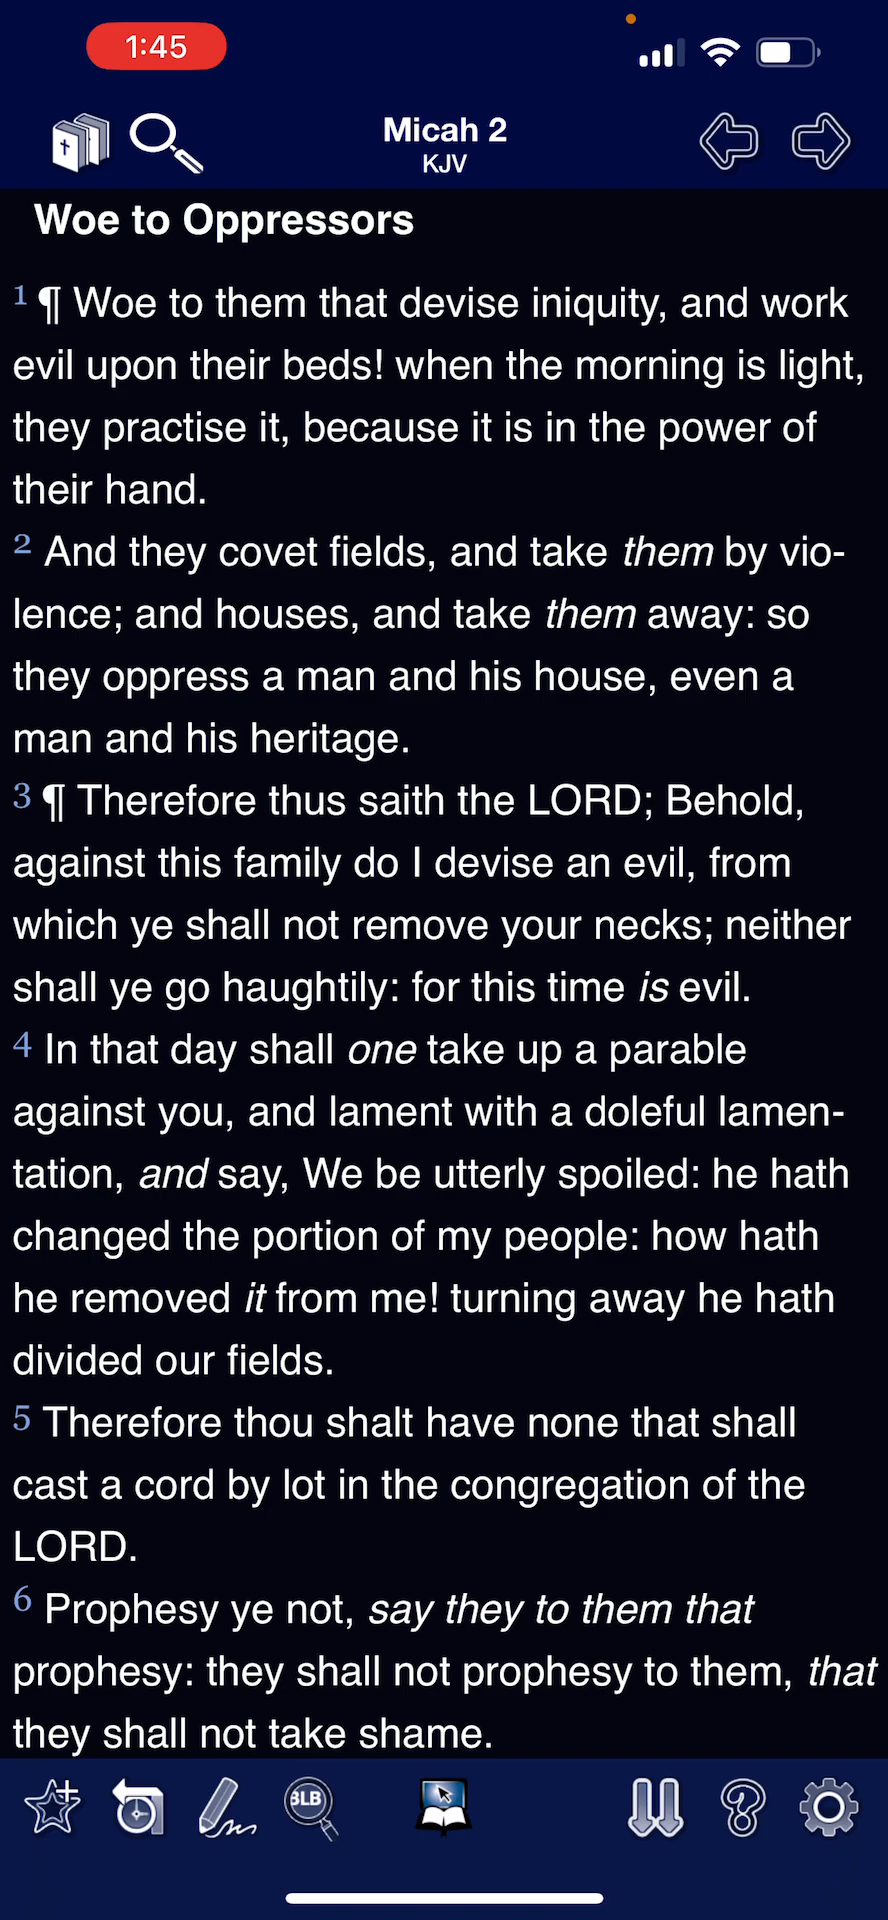 1:45
Micah 2
KJV
Woe to Oppressors
1 ¶ Woe to them that devise iniquity, and work
evil upon their beds! when the morning is light,
they practise it, because it is in the power of
their hand.
2 And they covet fields, and take them by vio-
lence; and houses, and take them away: so
they oppress a man and his house, even a
man and his heritage.
3 ¶ Therefore thus saith the LORD; Behold,
against this family do I devise an evil, from
which ye shall not remove your necks; neither
shall ye go haughtily: for this time is evil.
4 In that day shall one take up a parable
against you, and lament with a doleful lamen-
tation, and say, We be utterly spoiled: he hath
changed the portion of my people: how hath
he removed it from me! turning away he hath
divided our fields.
5 Therefore thou shalt have none that shall
cast a cord by lot in the congregation of the
LORD.
6 Prophesy ye not, say they to them that
prophesy: they shall not prophesy to them, that
they shall not take shame.
BLB